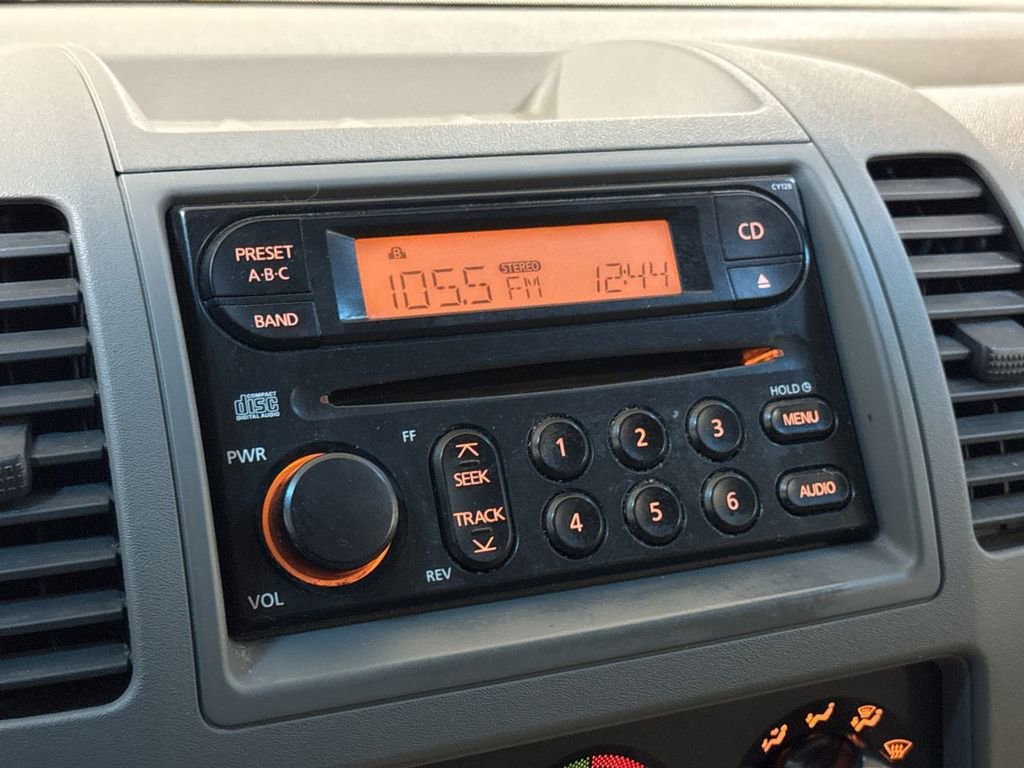 CY12B
PRESET
A·B·C
BAND
B
105.5
STEREO
FM
12:44
CD
COMPACT
disc
DIGITAL AUDIO
PWR
VOL
FF
SEEK
TRACK
REV
1
2
3
4
5
6
HOLD
MENU
AUDIO